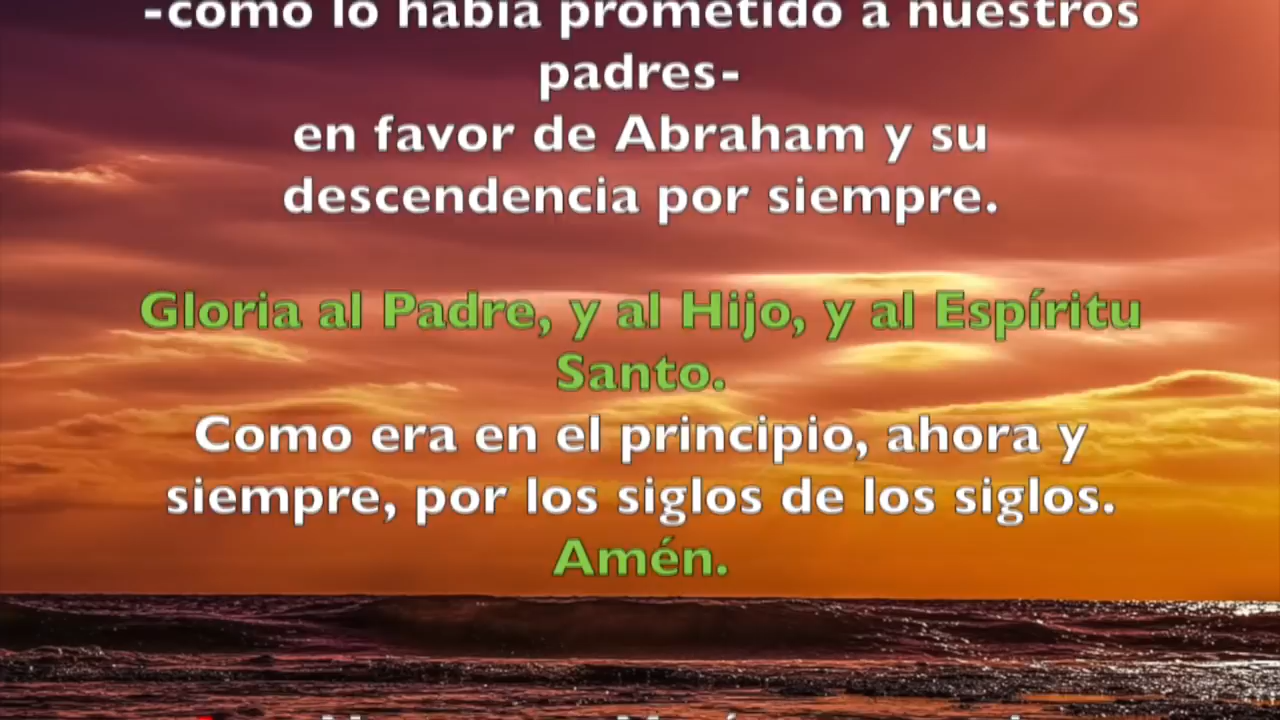 -como lo había prometido a nuestros
padres-
en favor de Abraham y su
descendencia por siempre.
Gloria al Padre, y al Hijo, y al Espíritu
Santo.
Como era en el principio, ahora y
siempre, por los siglos de los siglos.
Amén.